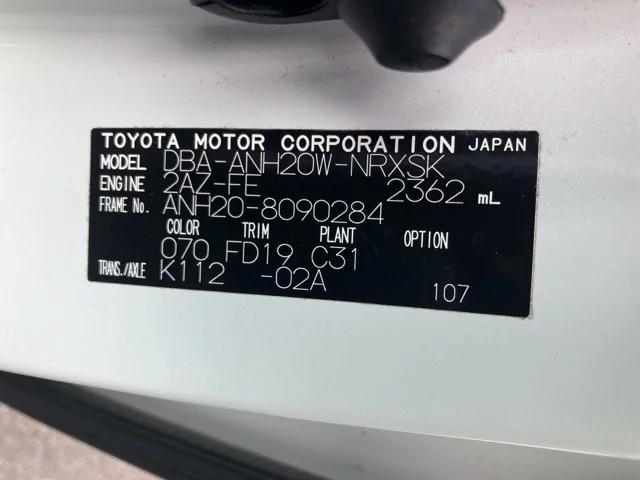 TOYOTA MOTOR CORPORATION JAPAN
MODEL DBA-ANH20W-NRXSK
ENGINE 2AZ-FE 2362 mL
FRAME No. ANH20-8090284
COLOR TRIM PLANT OPTION
070 FD19 C31
TRANS./AXLE K112 -02A
107